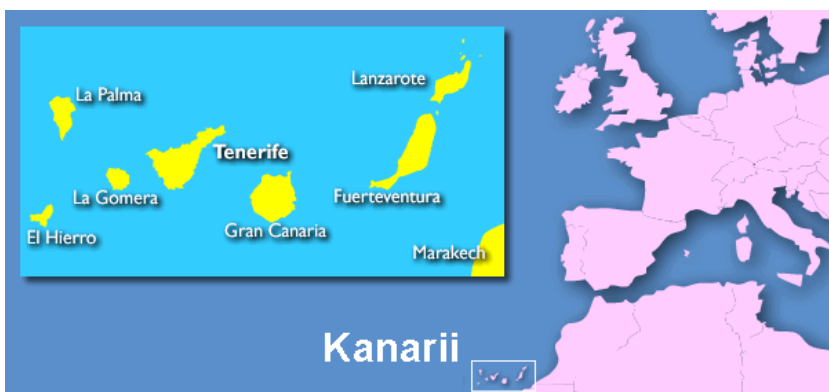 Lanzarote
La Palma
Tenerife
La Gomera
Fuerteventura
Gran Canaria
El Hierro
Marakech
Kanarii